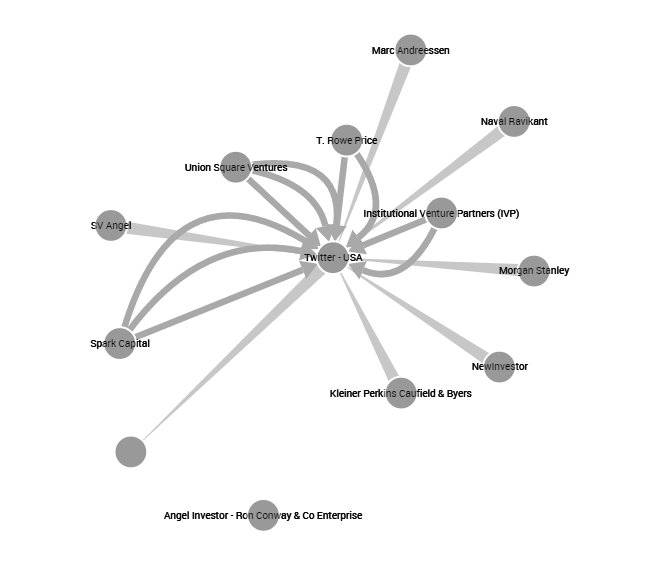 Marc Andreessen
Naval Ravikant
T. Rowe Price
Union Square Ventures
Institutional Venture Partners (IVP)
SV Angel
Twitter - USA
Morgan Stanley
Spark Capital
NewInvestor
Kleiner Perkins Caufield & Byers
Angel Investor - Ron Conway & Co Enterprise